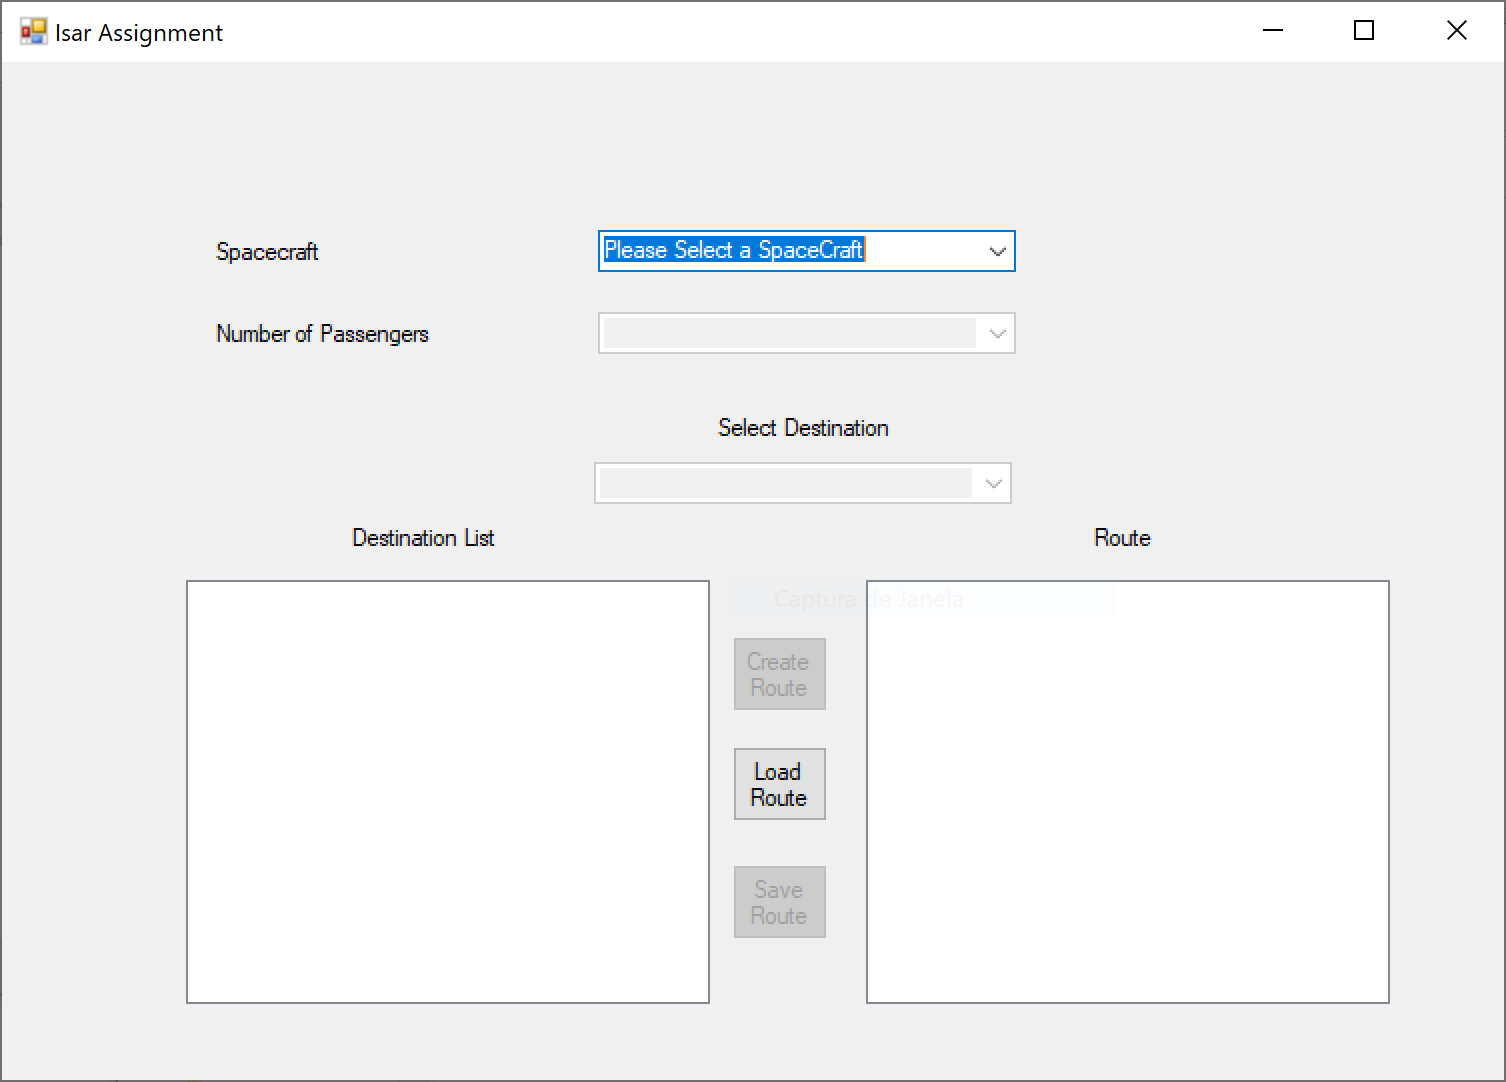 Isar Assignment
Spacecraft
Please Select a SpaceCraft
Number of Passengers
Select Destination
Destination List
Route
Captura de Janela
Create
Route
Load
Route
Save
Route